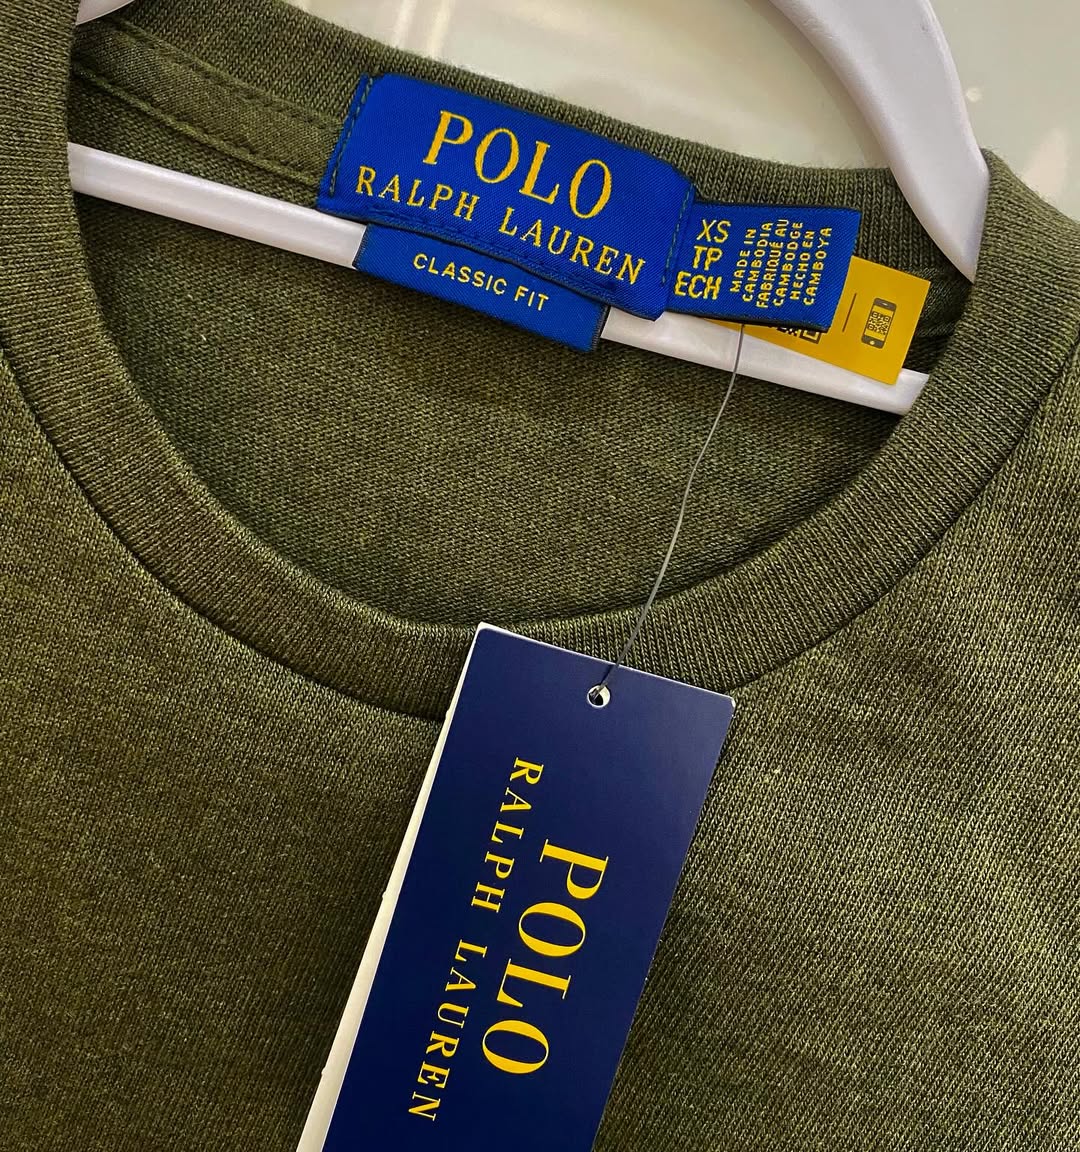 POLO
RALPH LAUREN
CLASSIC FIT
XS
TP
ECH
MADE IN
CAMBODIA
FABRIQUÉ AU
CAMBODGE
HECHO EN
CAMBOYA
POLO
RALPH LAUREN